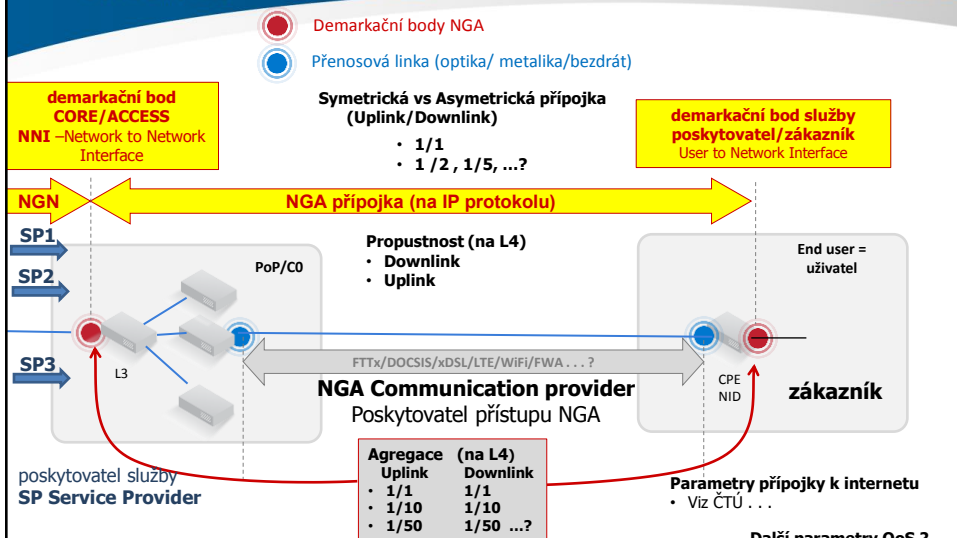 Demarkační body NGA
Přenosová linka (optika/ metalika/bezdrát)
demarkační bod
CORE/ACCESS
NNI –Network to Network
Interface
Symetrická vs Asymetrická přípojka
(Uplink/Downlink)
• 1/1
• 1 /2 , 1/5, …?
demarkační bod služby
poskytovatel/zákazník
User to Network Interface
NGN
NGA přípojka (na IP protokolu)
SP1
SP2
SP3
PoP/C0
L3
Propustnost (na L4)
• Downlink
• Uplink
End user =
uživatel
FTTx/DOCSIS/xDSL/LTE/WiFi/FWA . . . ?
NGA Communication provider
Poskytovatel přístupu NGA
CPE
NID
zákazník
poskytovatel služby
SP Service Provider
Agregace (na L4)
Uplink Downlink
• 1/1 1/1
• 1/10 1/10
• 1/50 1/50 …?
Parametry přípojky k internetu
• Viz ČTÚ . . .
Další parametry QoS ?